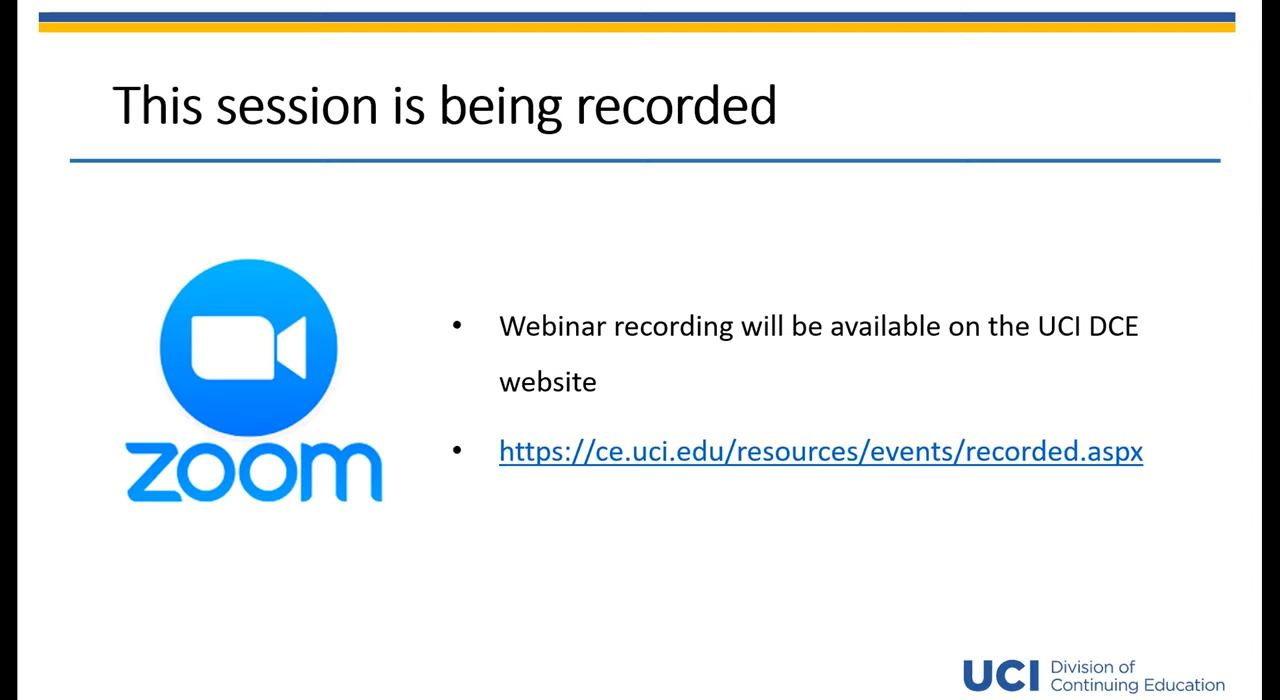 This session is being recorded
zoom
• Webinar recording will be available on the UCI DCE
website
• https://ce.uci.edu/resources/events/recorded.aspx
UCI Division of
Continuing Education